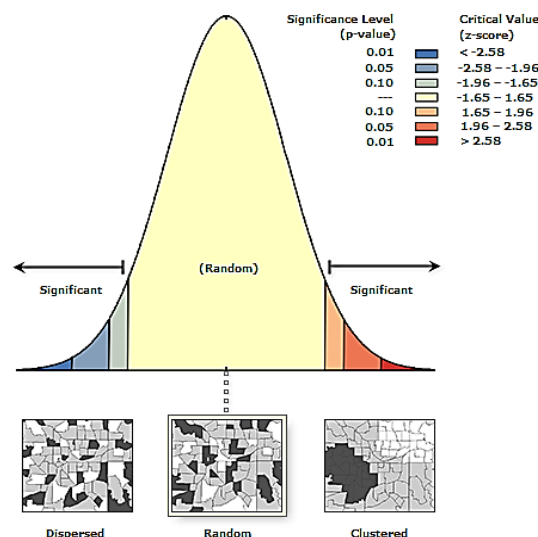 Significance Level Critical Value
(p-value) (z-score)
0.01 < -2.58
0.05 -2.58 – -1.96
0.10 -1.96 – -1.65
--- -1.65 – 1.65
0.10 1.65 – 1.96
0.05 1.96 – 2.58
0.01 > 2.58
(Random)
Significant Significant
Dispersed Random Clustered